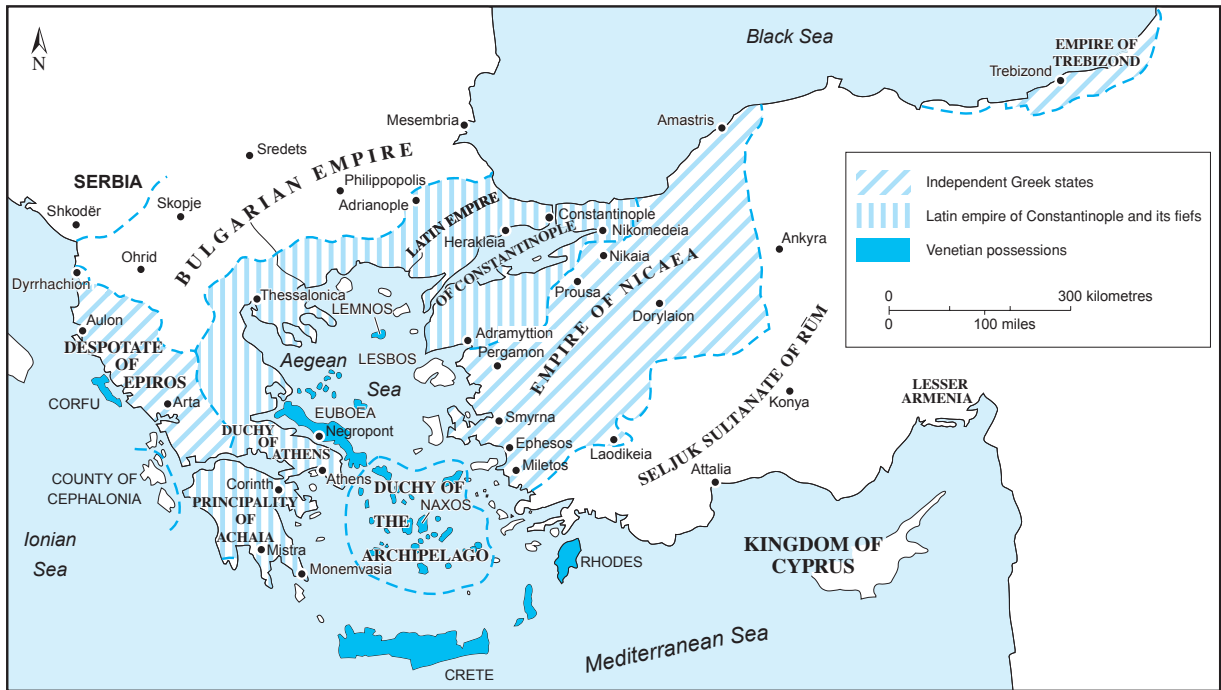 N
Black Sea
EMPIRE OF
TREBIZOND
Trebizond
Mesembria
Amastris
Sredets
BULGARIAN EMPIRE
SERBIA
Shkodër
Skopje
Philippopolis
Adrianople
LATIN EMPIRE
OF CONSTANTINOPLE
Constantinople
Herakleia
Nikomedeia
Nikaia
Ankyra
Ohrid
Dyrrhachion
Prousa
Thessalonica
LEMNOS
Dorylaion
EMPIRE OF NICAEA
Aulon
DESPOTATE
OF
EPIROS
Adramyttion
Pergamon
Aegean
Sea
LESBOS
SELJUK SULTANATE OF RŪM
CORFU
Arta
EUBOEA
Negropont
Smyrna
Konya
LESSER
ARMENIA
DUCHY
OF
ATHENS
Ephesos
Laodikeia
Miletos
Athens
Attalia
COUNTY OF
CEPHALONIA
Corinth
PRINCIPALITY
OF
ACHAIA
DUCHY OF
THE
ARCHIPELAGO
NAXOS
Ionian
Sea
Mistra
Monemvasia
RHODES
KINGDOM OF
CYPRUS
Mediterranean Sea
CRETE
Independent Greek states
Latin empire of Constantinople and its fiefs
Venetian possessions
0 300 kilometres
0 100 miles